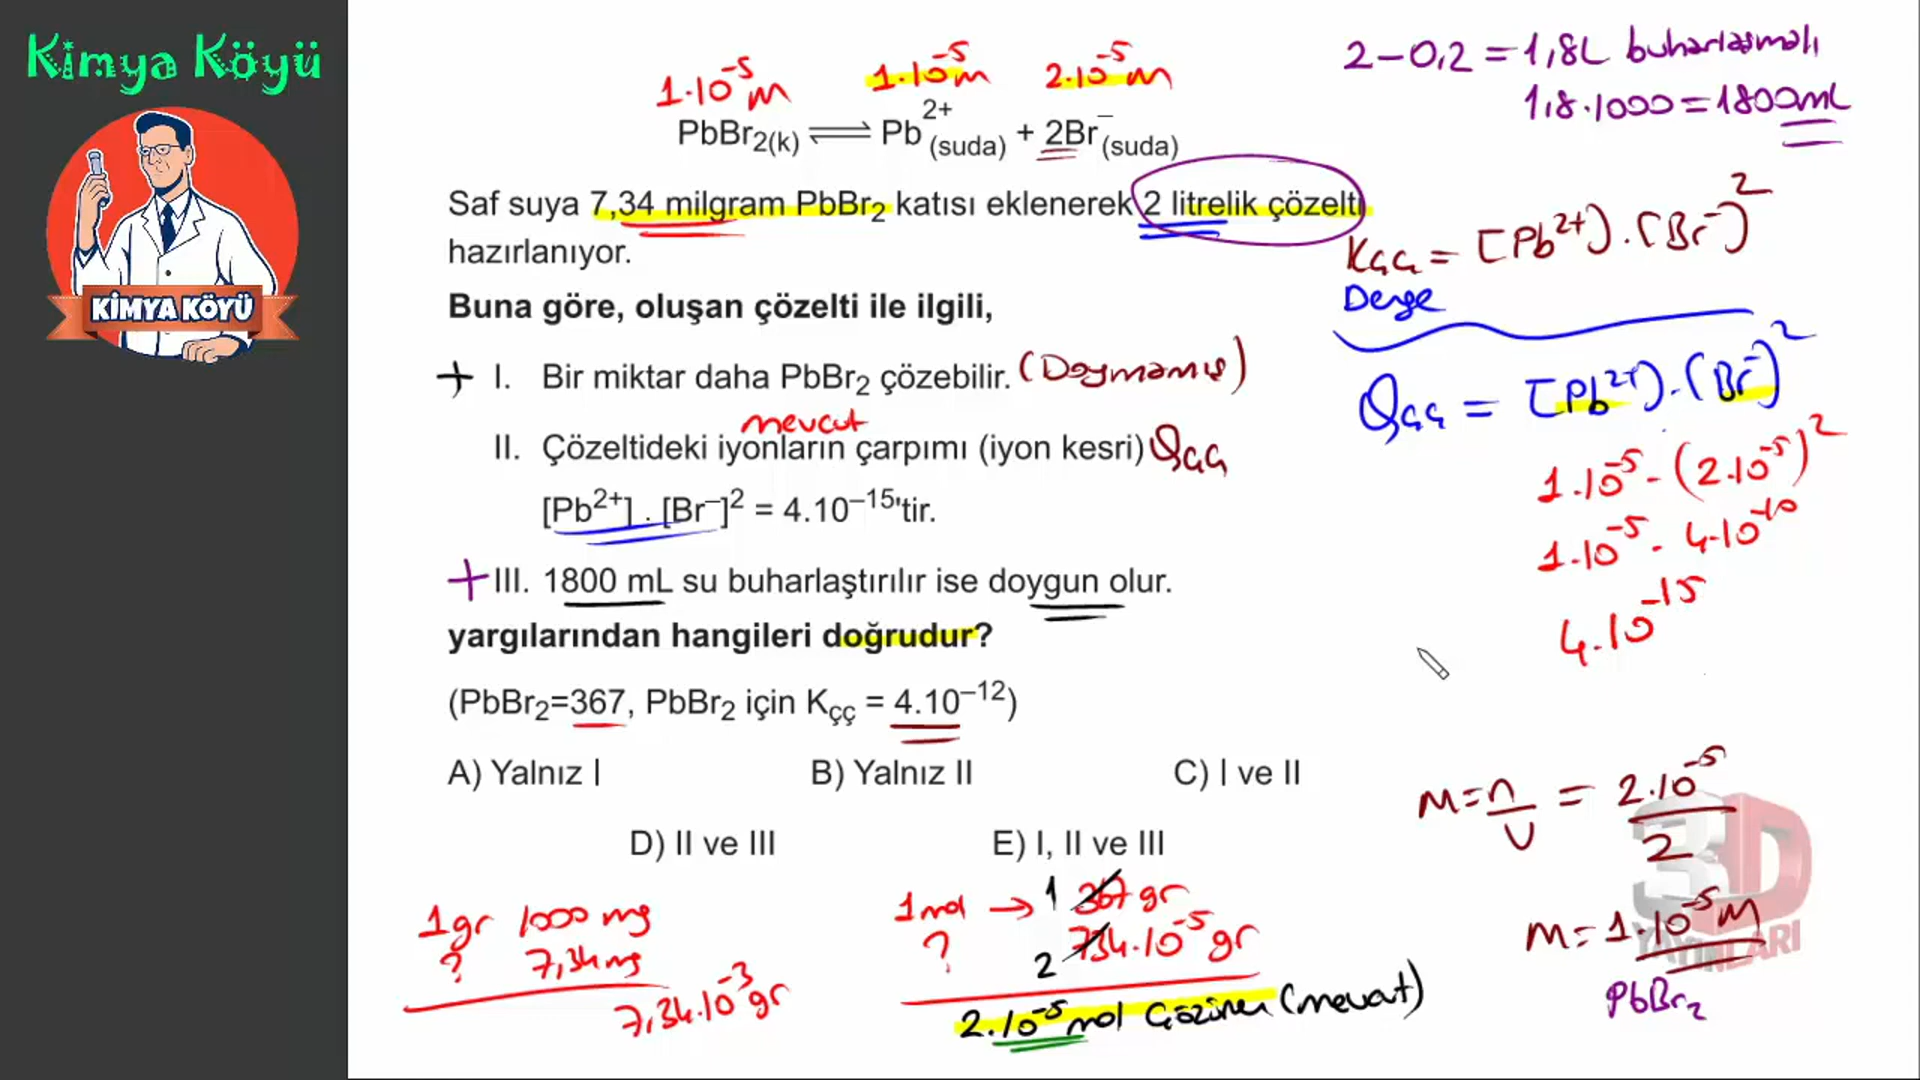 Kimya Köyü
KİMYA KÖYÜ
1.10⁻⁵ M 1.10⁻⁵ M 2.10⁻⁵ M
PbBr₂(k) ⇌ Pb²⁺(suda) + 2Br⁻(suda)
Saf suya 7,34 miligram PbBr₂ katısı eklenerek 2 litrelik çözelti
hazırlanıyor.
Buna göre, oluşan çözelti ile ilgili,
+ I. Bir miktar daha PbBr₂ çözebilir. (Doymamış)
mevcut
II. Çözeltideki iyonların çarpımı (iyon kesri) Qçç
[Pb²⁺] . [Br⁻]² = 4.10⁻¹⁵'tir.
+ III. 1800 mL su buharlaştırılır ise doygun olur.
yargılarından hangileri doğrudur?
(PbBr₂=367, PbBr₂ için Kçç = 4.10⁻¹²)
A) Yalnız I B) Yalnız II C) I ve II
D) II ve III E) I, II ve III
1gr 1000 mg
? 7,34 mg
7,34.10⁻³ gr
1 mol → 1 367 gr
? 2 734.10⁻⁵ gr
2.10⁻⁵ mol çözünen (mevcut)
2-0,2 = 1,8L buharlaşmalı
1,8.1000 = 1800 mL
Kçç = [Pb²⁺].[Br⁻]²
Denge
Qçç = [Pb²⁺].[Br⁻]²
1.10⁻⁵ . (2.10⁻⁵)²
1.10⁻⁵ . 4.10⁻¹⁰
4.10⁻¹⁵
M = n/V = 2.10⁻⁵/2
M = 1.10⁻⁵ M
PbBr₂
3D
YAYINLARI